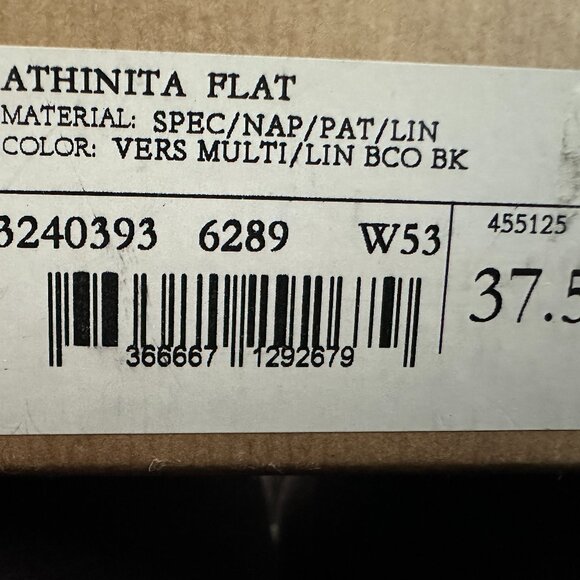 ATHINITA FLAT
MATERIAL: SPEC/NAP/PAT/LIN
COLOR: VERS MULTI/LIN BCO BK
3240393 6289 W53
455125
37.5
366667 1292679